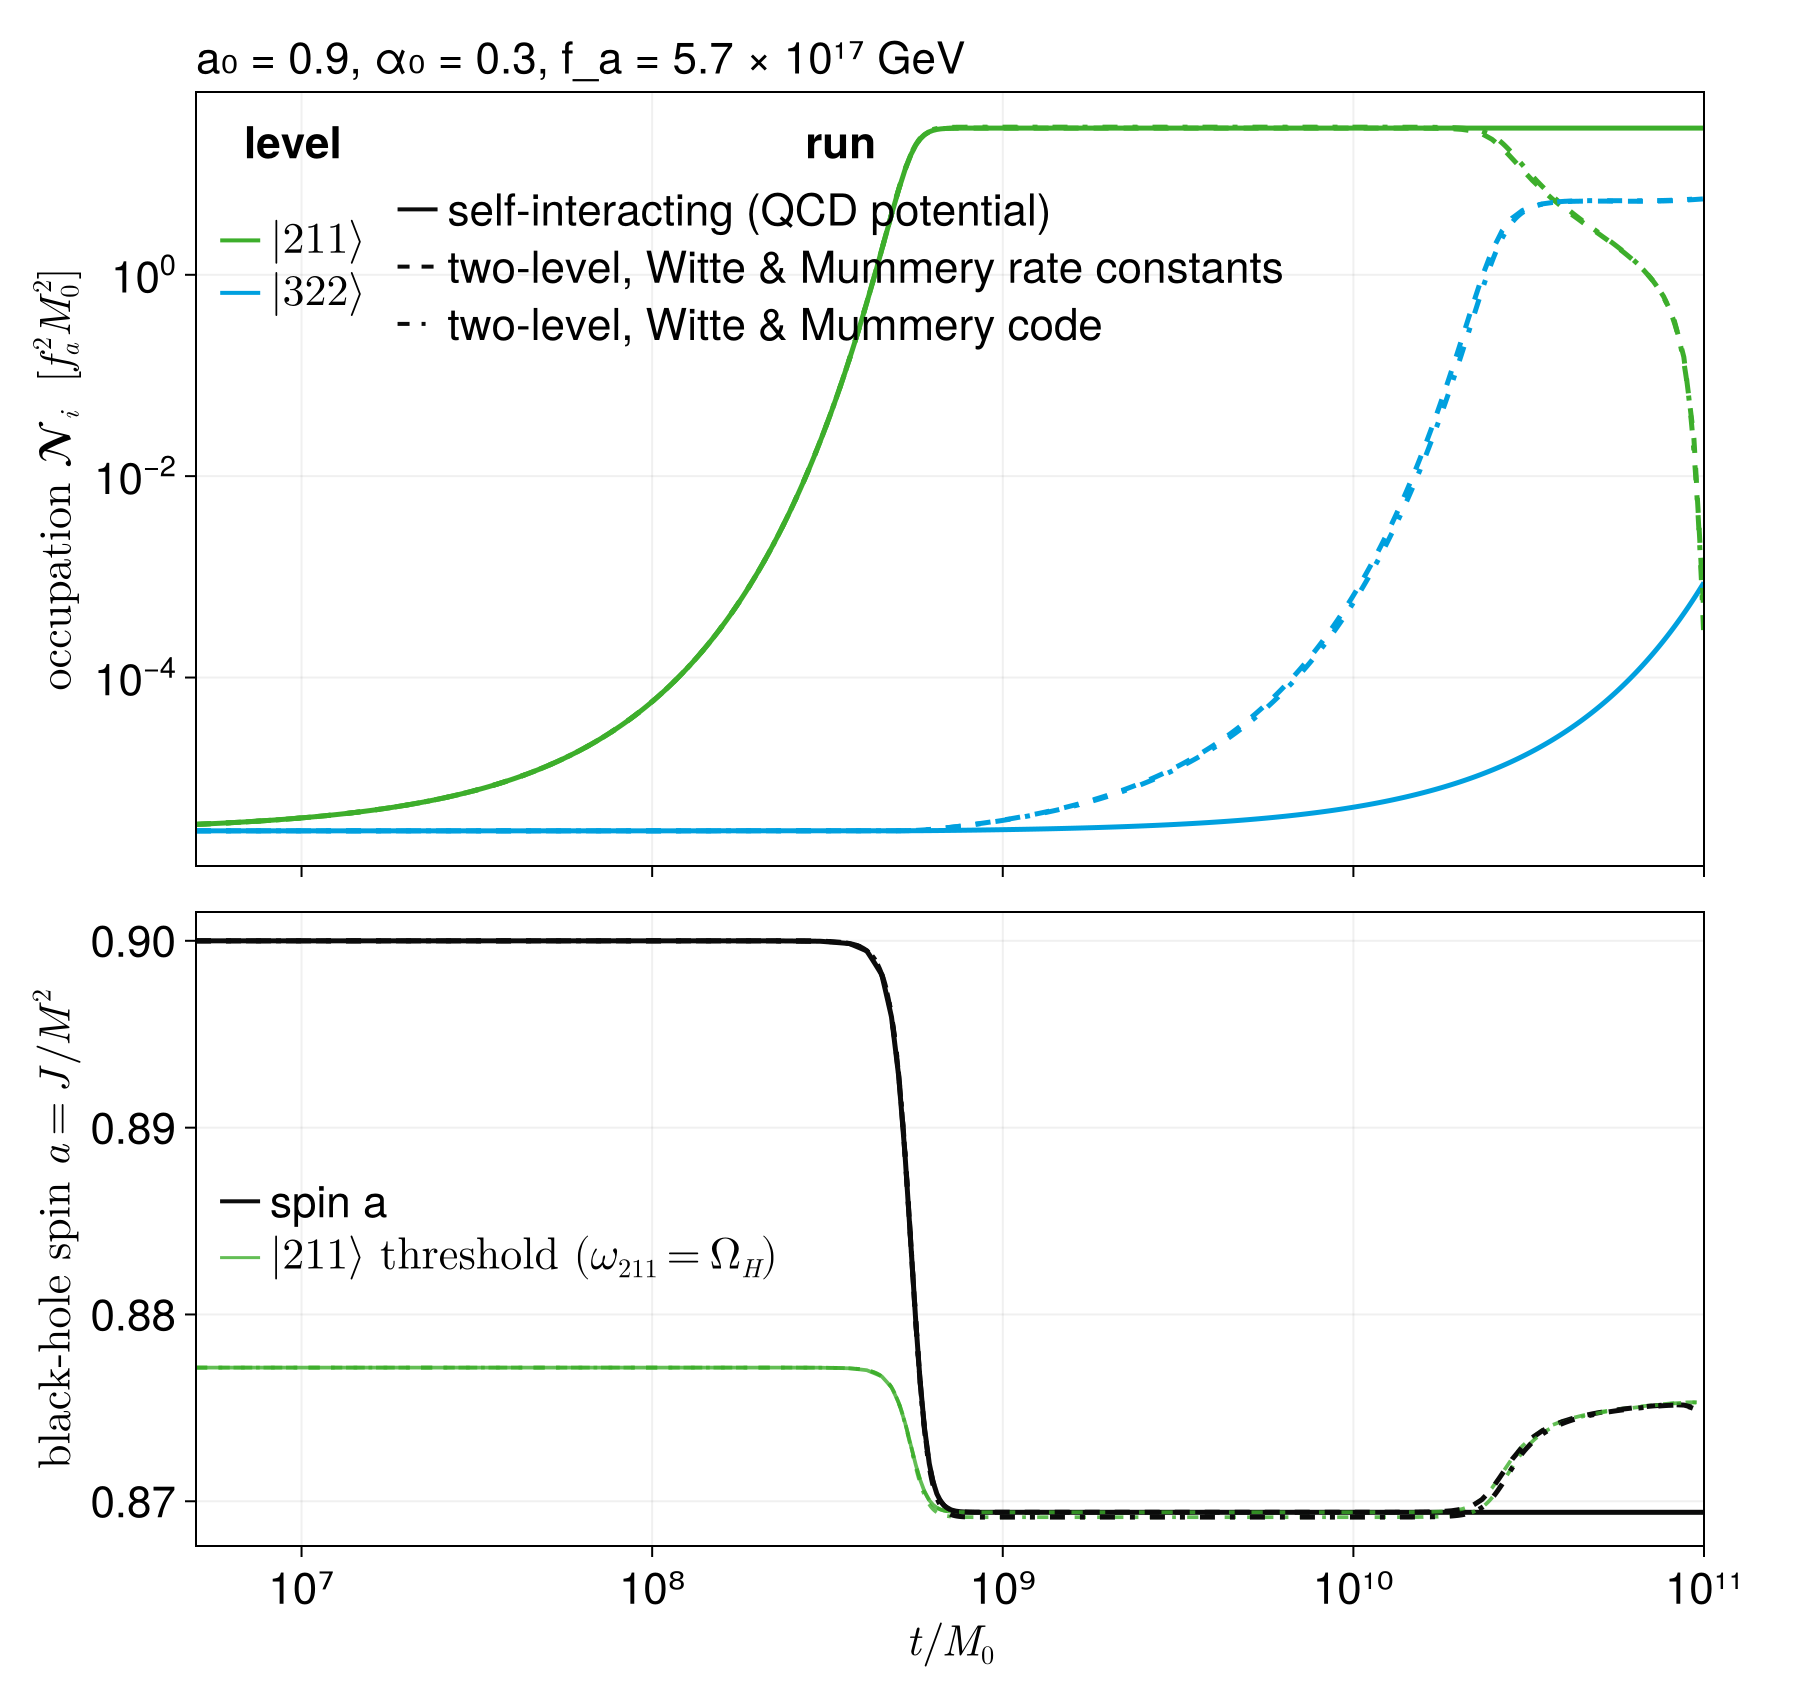 a₀ = 0.9, α₀ = 0.3, f_a = 5.7 × 10¹⁷ GeV
level
run
|211⟩
|322⟩
self-interacting (QCD potential)
two-level, Witte & Mummery rate constants
two-level, Witte & Mummery code
occupation 𝓝ᵢ [f_a²M₀²]
10⁰
10⁻²
10⁻⁴
0.90
0.89
0.88
0.87
black-hole spin a = J/M²
spin a
|211⟩ threshold (ω₂₁₁ = Ω_H)
10⁷
10⁸
10⁹
10¹⁰
10¹¹
t/M₀